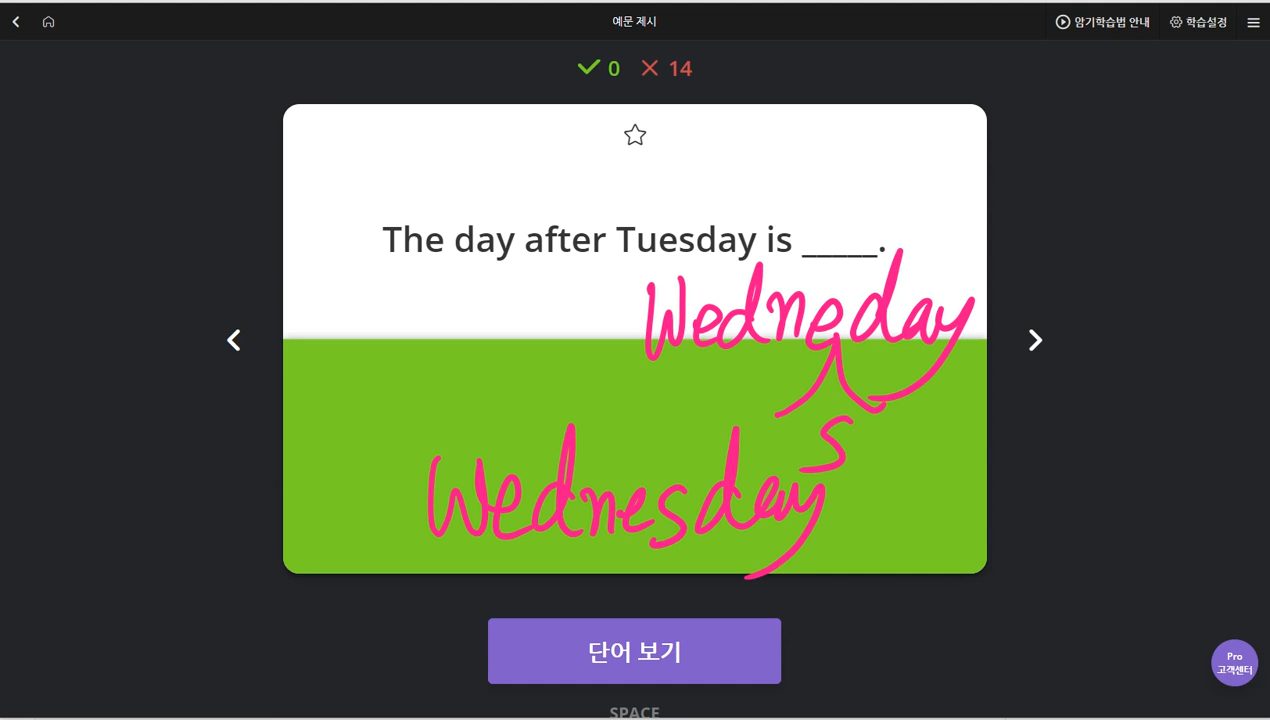 예문 제시
암기학습법 안내
학습설정
0 14
The day after Tuesday is _____.
Wedneday
s
Wednesday
단어 보기
Pro
고객센터
SPACE